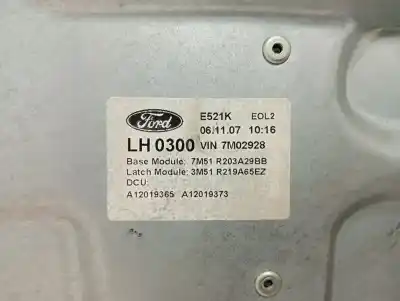 Ford
E521K EOL2
06.11.07 10:16
LH 0300 VIN 7M02928
Base Module: 7M51 R203A29BB
Latch Module: 3M51 R219A65EZ
DCU:
A12019365 A12019373